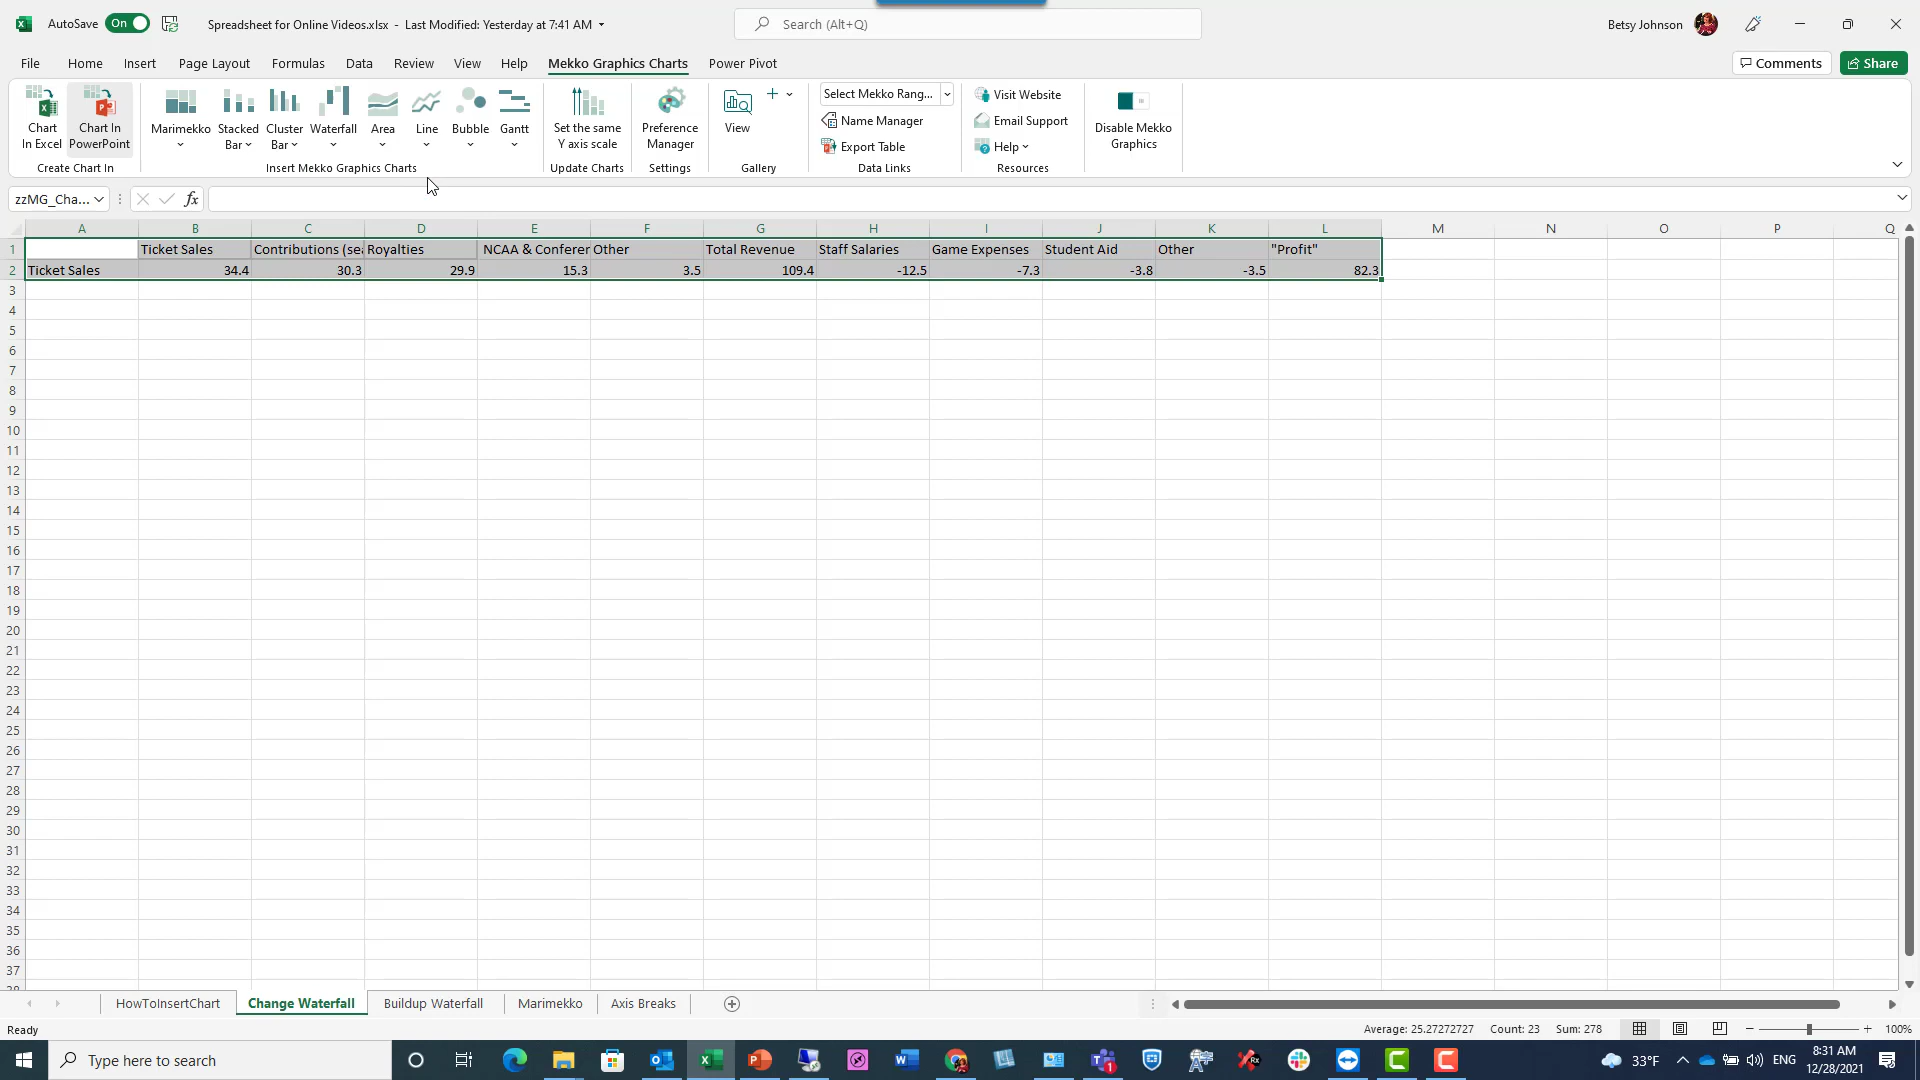 AutoSave On Spreadsheet for Online Videos.xlsx - Last Modified: Yesterday at 7:41 AM Search (Alt+Q) Betsy Johnson
File Home Insert Page Layout Formulas Data Review View Help Mekko Graphics Charts Power Pivot Comments Share
Chart In Excel
Chart In PowerPoint
Create Chart In
Marimekko
Stacked Bar
Cluster Bar
Waterfall
Area
Line
Bubble
Gantt
Insert Mekko Graphics Charts
Set the same Y axis scale
Update Charts
Preference Manager
Settings
View
Gallery
Select Mekko Rang...
Name Manager
Export Table
Data Links
Visit Website
Email Support
Help
Resources
Disable Mekko Graphics
zzMG_Cha... fx
A B C D E F G H I J K L M N O P Q
1 Ticket Sales Contributions (sea Royalties NCAA & Conferen Other Total Revenue Staff Salaries Game Expenses Student Aid Other "Profit"
2 Ticket Sales 34.4 30.3 29.9 15.3 3.5 109.4 -12.5 -7.3 -3.8 -3.5 82.3
3
4
5
6
7
8
9
10
11
12
13
14
15
16
17
18
19
20
21
22
23
24
25
26
27
28
29
30
31
32
33
34
35
36
37
38
HowToInsertChart Change Waterfall Buildup Waterfall Marimekko Axis Breaks
Ready Average: 25.27272727 Count: 23 Sum: 278 100%
Type here to search 33°F ENG 8:31 AM
12/28/2021